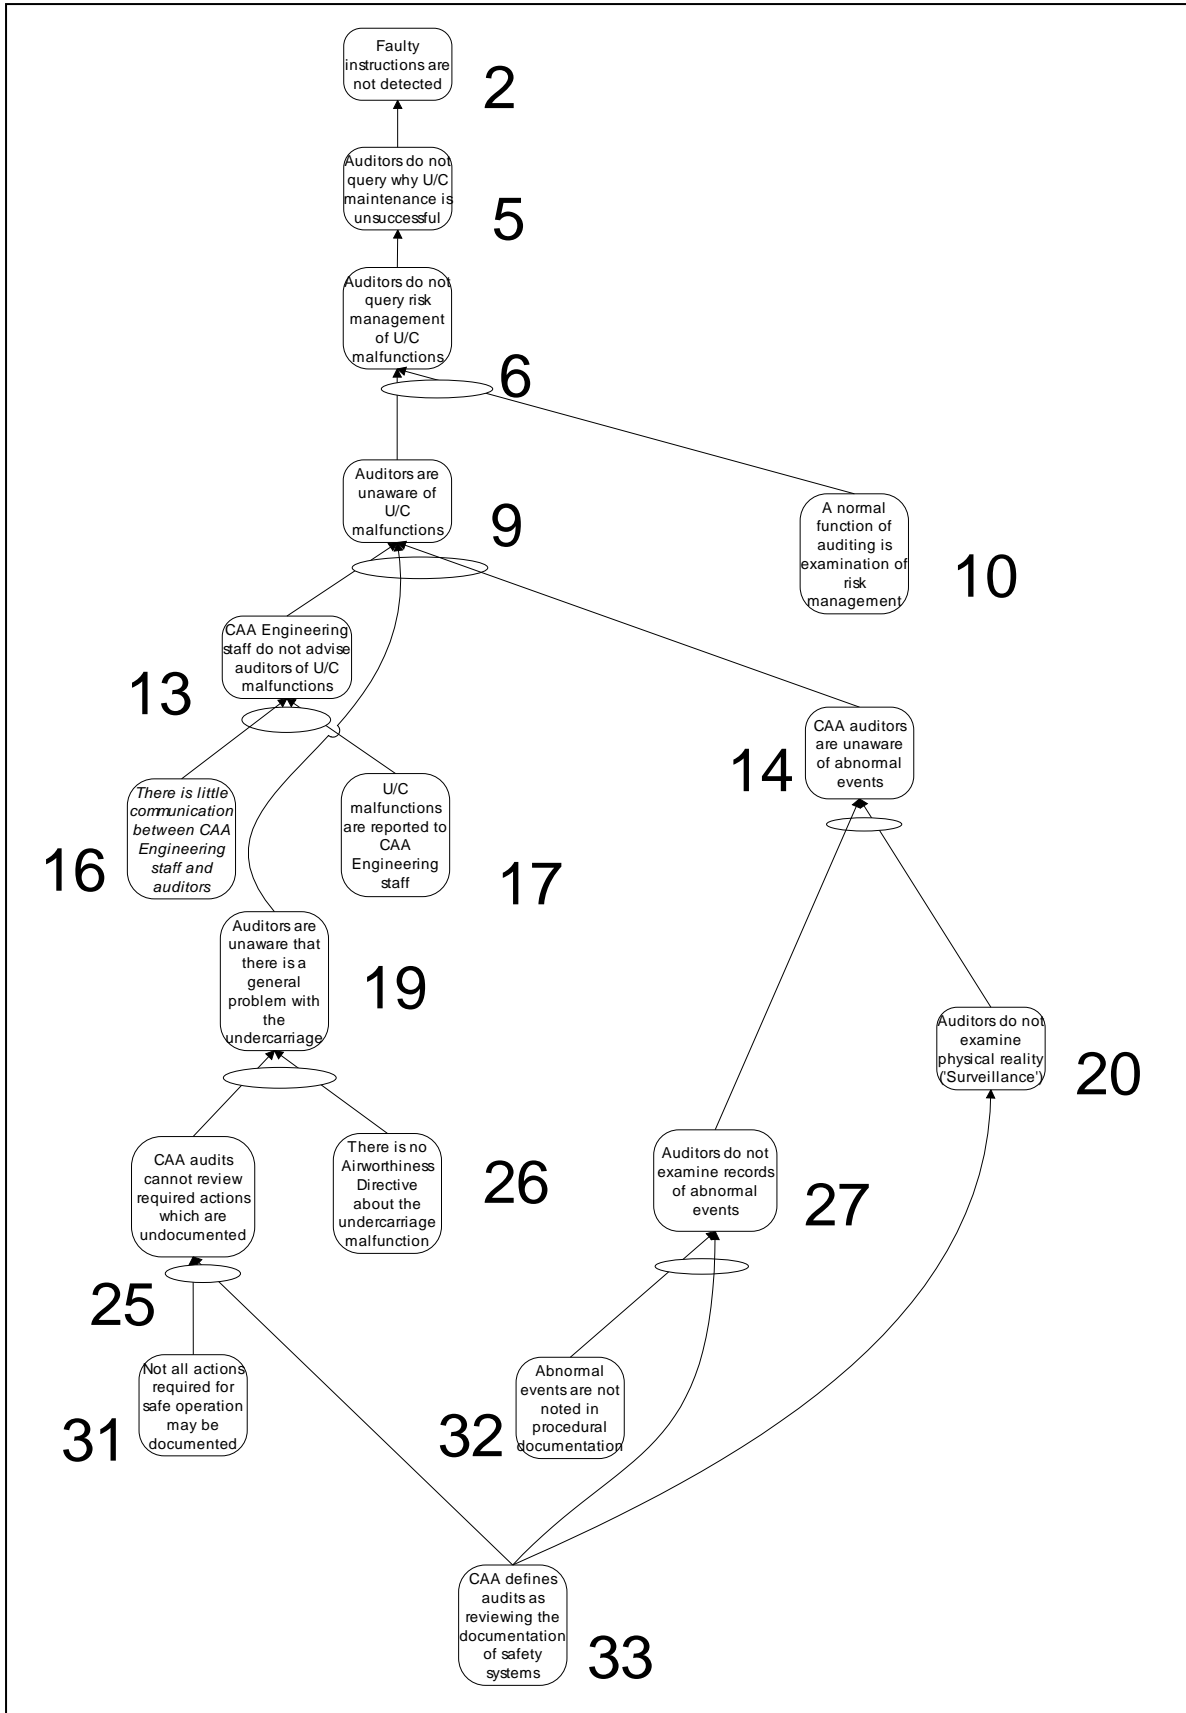 Faulty
instructions are
not detected
2
Auditors do not
query why U/C
maintenance is
unsuccessful
5
Auditors do not
query risk
management
of U/C
malfunctions
6
Auditors are
unaware of
U/C
malfunctions
9
A normal
function of
auditing is
examination of
risk
management
10
CAA Engineering
staff do not advise
auditors of U/C
malfunctions
13
CAA auditors
are unaware
of abnormal
events
14
There is little
communication
between CAA
Engineering
staff and
auditors
16
U/C
malfunctions
are reported to
CAA
Engineering
staff
17
Auditors are
unaware that
there is a
general
problem with
the
undercarriage
19
Auditors do not
examine
physical reality
('Surveillance')
20
CAA audits
cannot review
required actions
which are
undocumented
25
There is no
Airworthiness
Directive
about the
undercarriage
malfunction
26
Auditors do not
examine records
of abnormal
events
27
Not all actions
required for
safe operation
may be
documented
31
Abnormal
events are not
noted in
procedural
documentation
32
CAA defines
audits as
reviewing the
documentation
of safety
systems
33